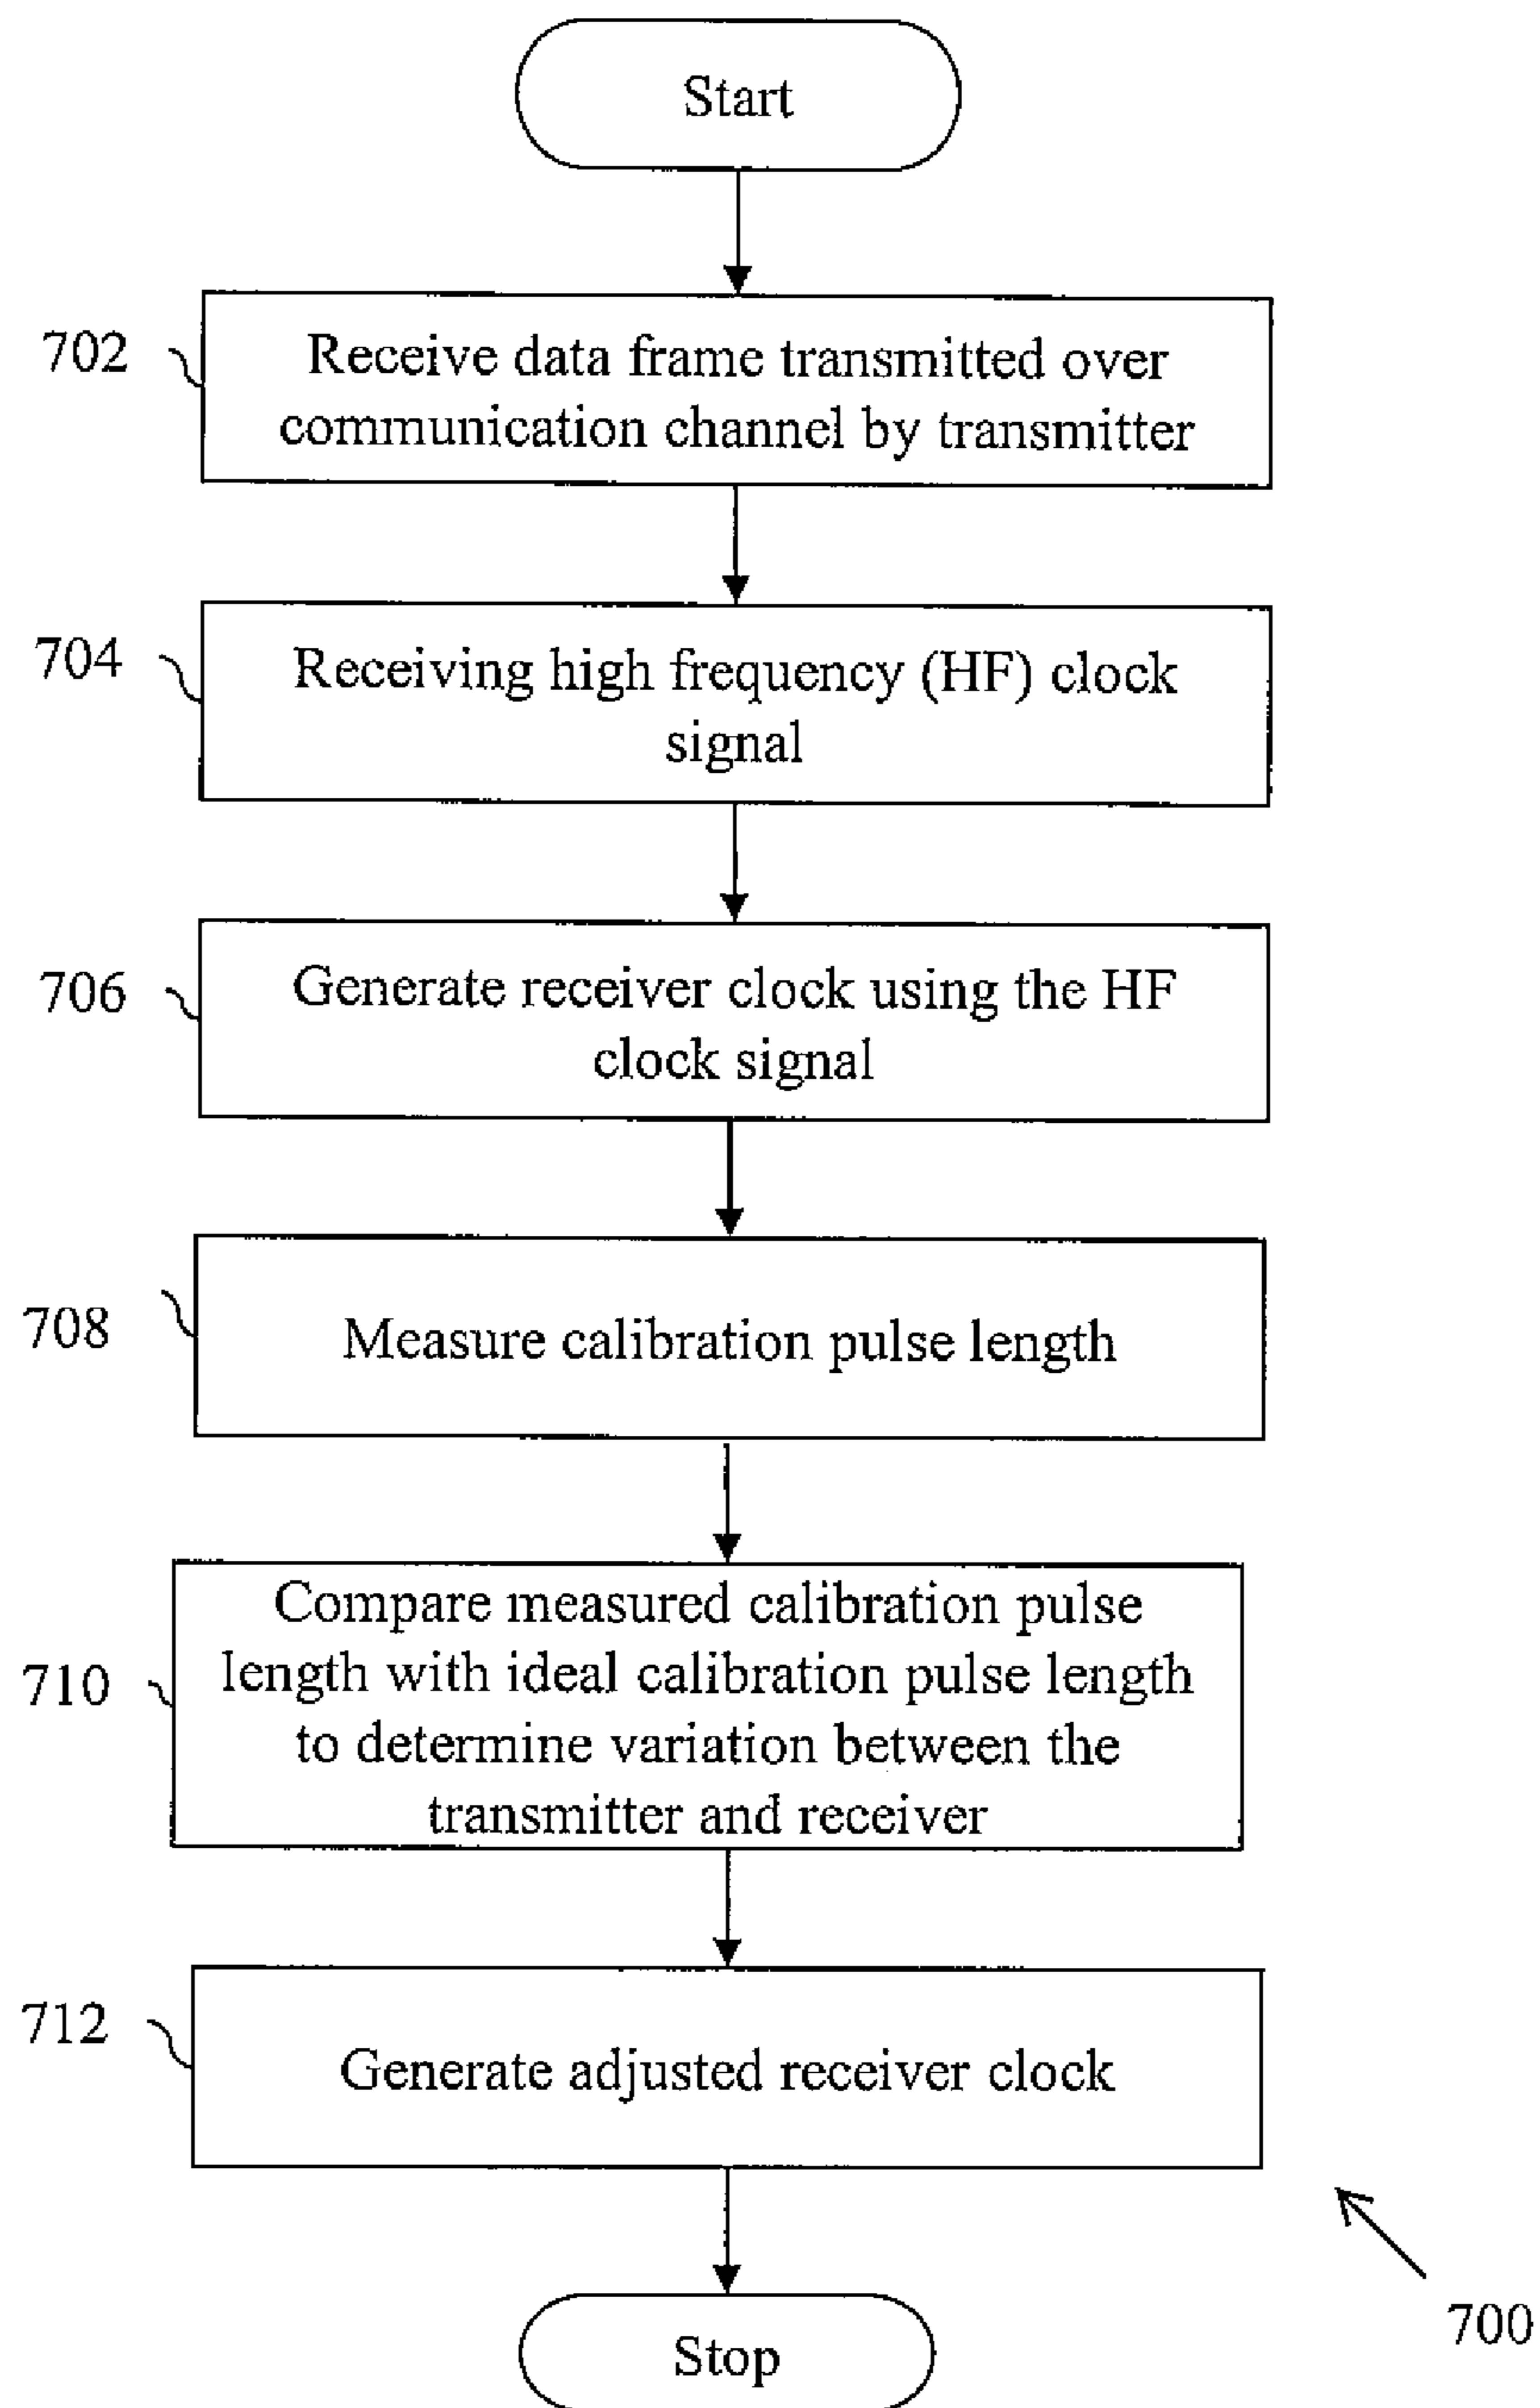 Start
702
Receive data frame transmitted over
communication channel by transmitter
704
Receiving high frequency (HF) clock
signal
706
Generate receiver clock using the HF
clock signal
708
Measure calibration pulse length
710
Compare measured calibration pulse
length with ideal calibration pulse length
to determine variation between the
transmitter and receiver
712
Generate adjusted receiver clock
700
Stop